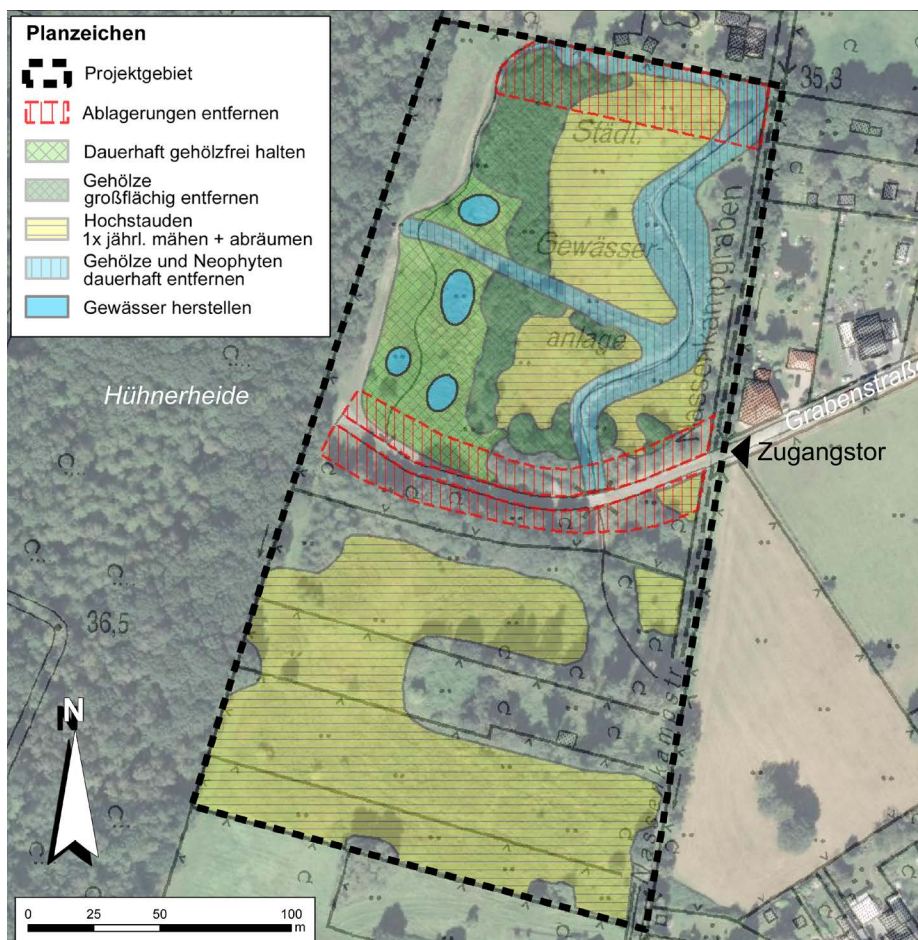 Planzeichen
Projektgebiet
Ablagerungen entfernen
Dauerhaft gehölzfrei halten
Gehölze
großflächig entfernen
Hochstauden
1x jährl. mähen + abräumen
Gehölze und Neophyten
dauerhaft entfernen
Gewässer herstellen
35,3
Städt.
Gewässer-
anlage
Massenkampgraben
Hühnerheide
Grabenstraße
Zugangstor
36,5
N
0 25 50 100
m